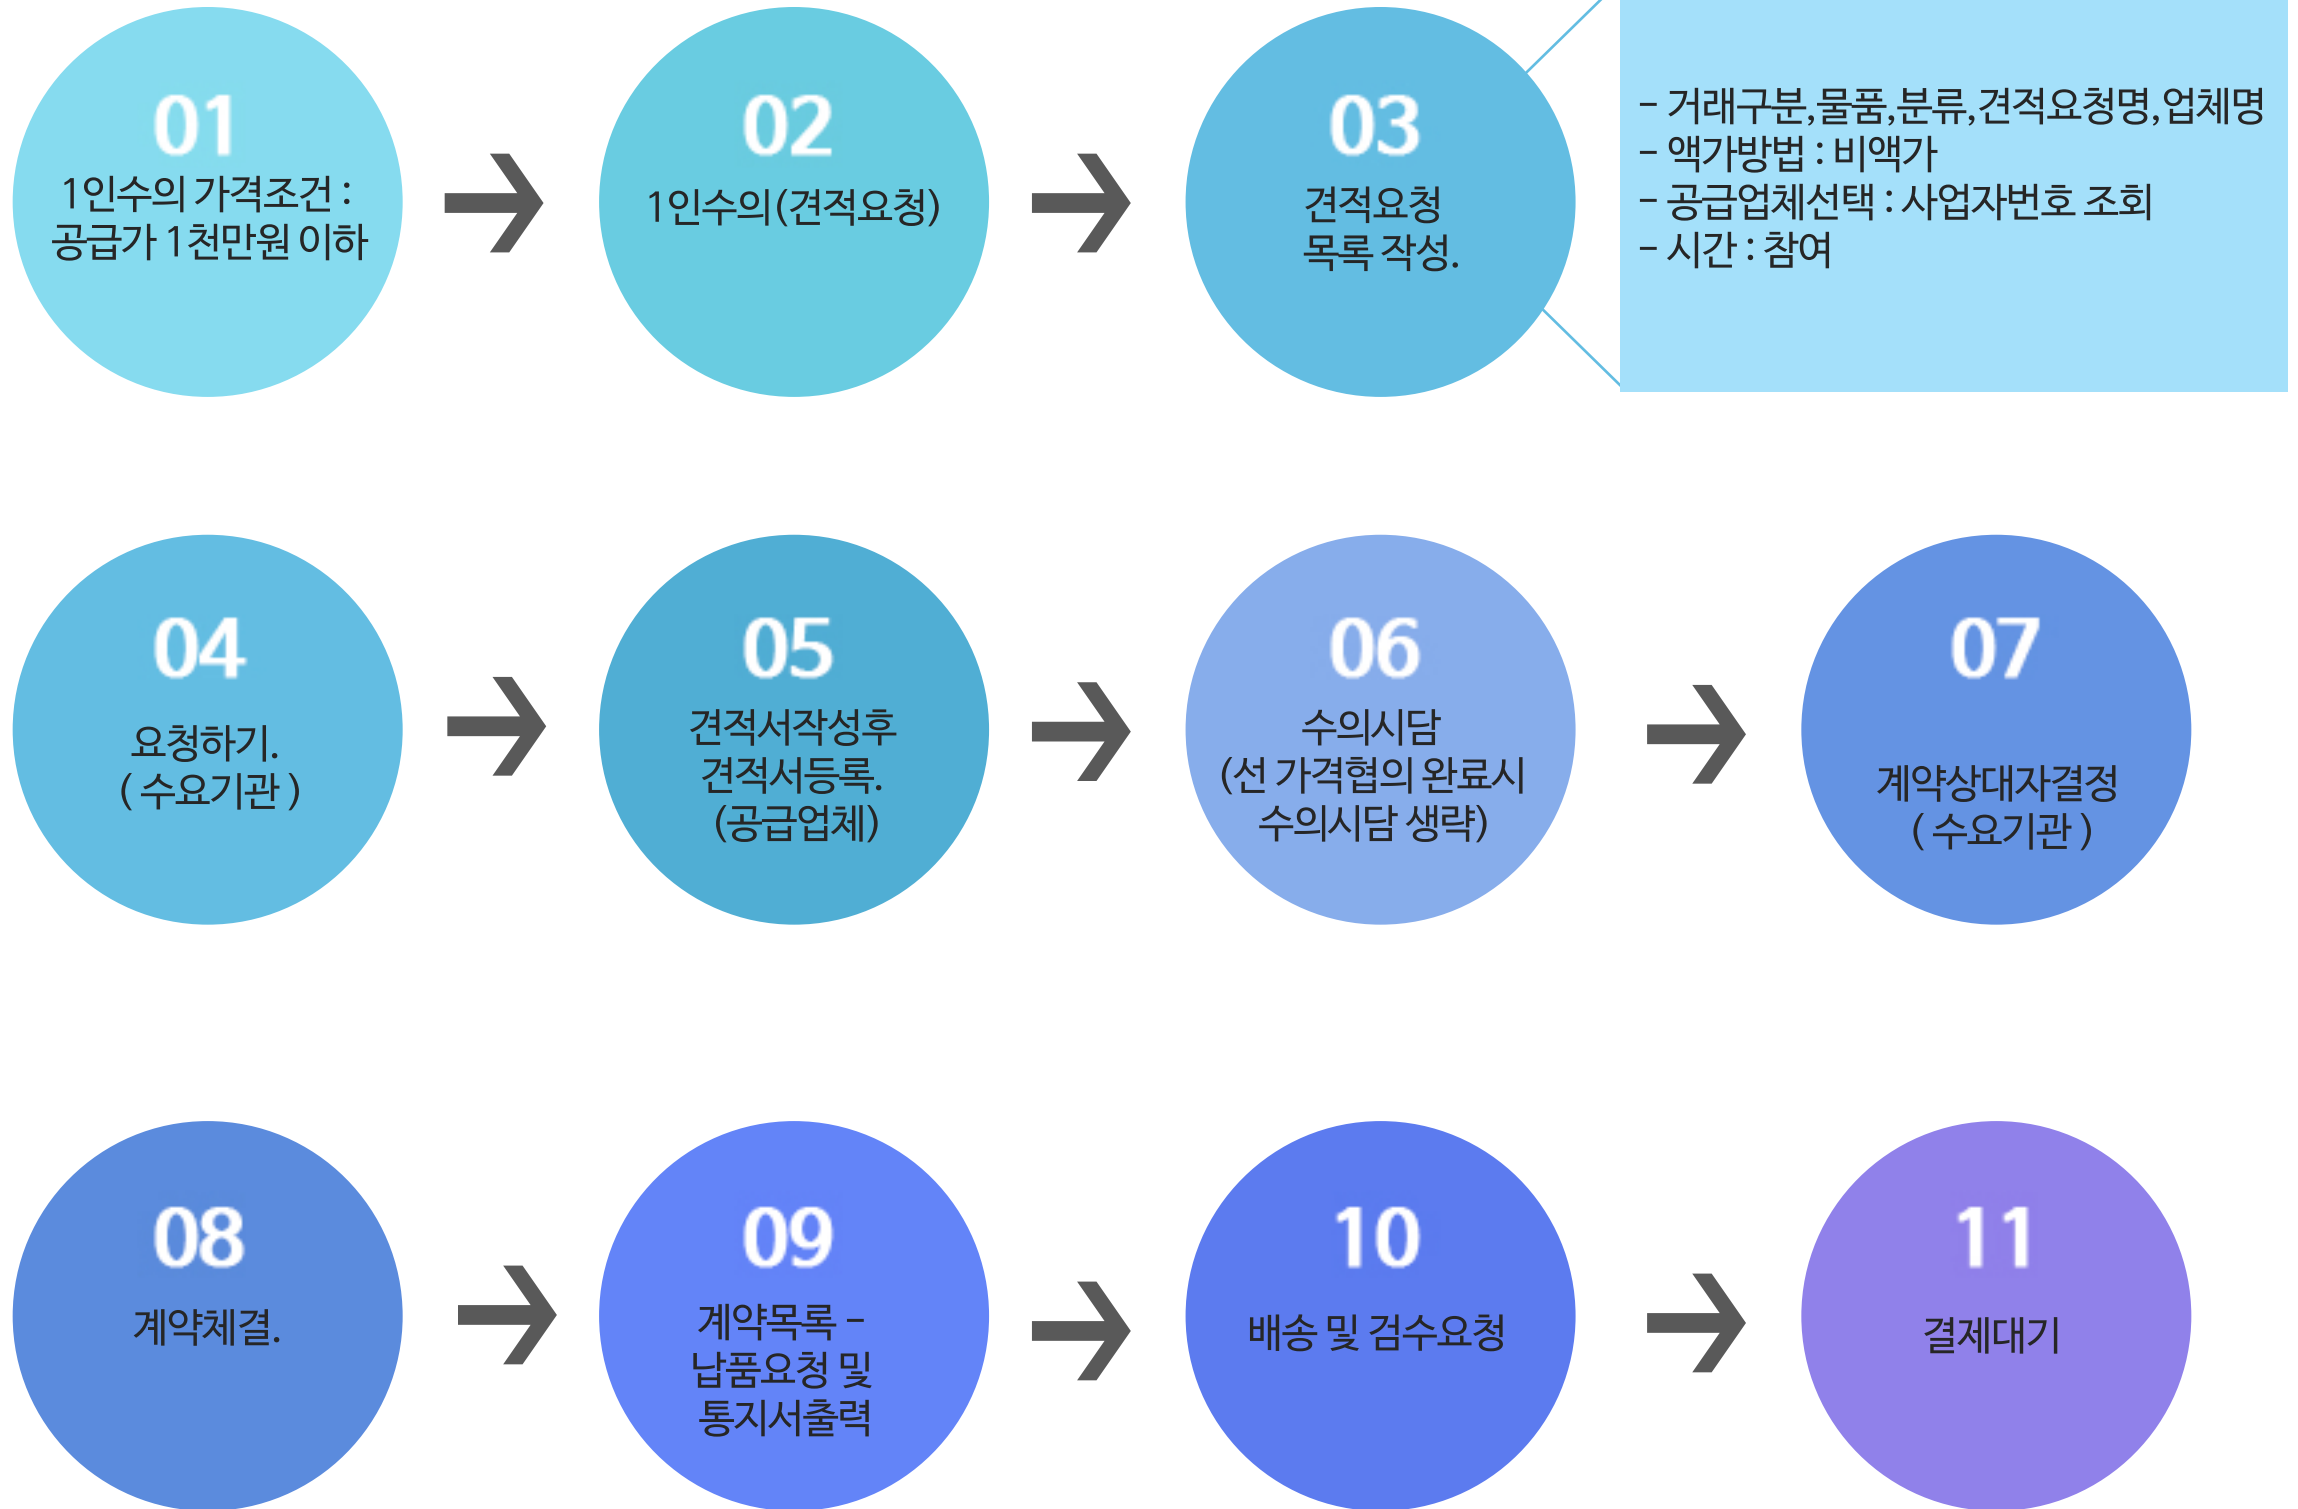 01
1인수의 가격조건 :
공급가 1천만원 이하
02
1인수의(견적요청)
03
견적요청
목록 작성.
- 거래구분,물품,분류,견적요청명,업체명
- 액가방법 : 비액가
- 공급업체선택 : 사업자번호 조회
- 시간 : 참여
04
요청하기.
( 수요기관 )
05
견적서작성후
견적서등록.
(공급업체)
06
수의시담
(선 가격협의 완료시
수의시담 생략)
07
계약상대자결정
( 수요기관 )
08
계약체결.
09
계약목록 -
납품요청 및
통지서출력
10
배송 및 검수요청
11
결제대기